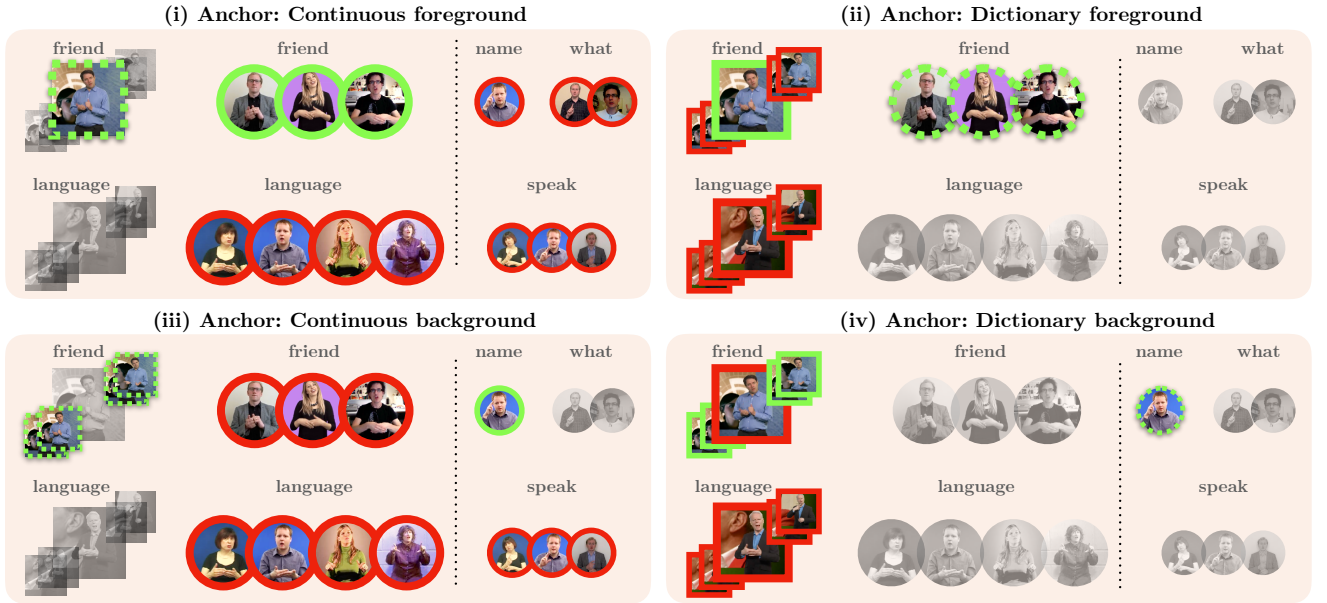 (i) Anchor: Continuous foreground
friend friend name what
language language speak
(ii) Anchor: Dictionary foreground
friend friend name what
language language speak
(iii) Anchor: Continuous background
friend friend name what
language language speak
(iv) Anchor: Dictionary background
friend friend name what
language language speak